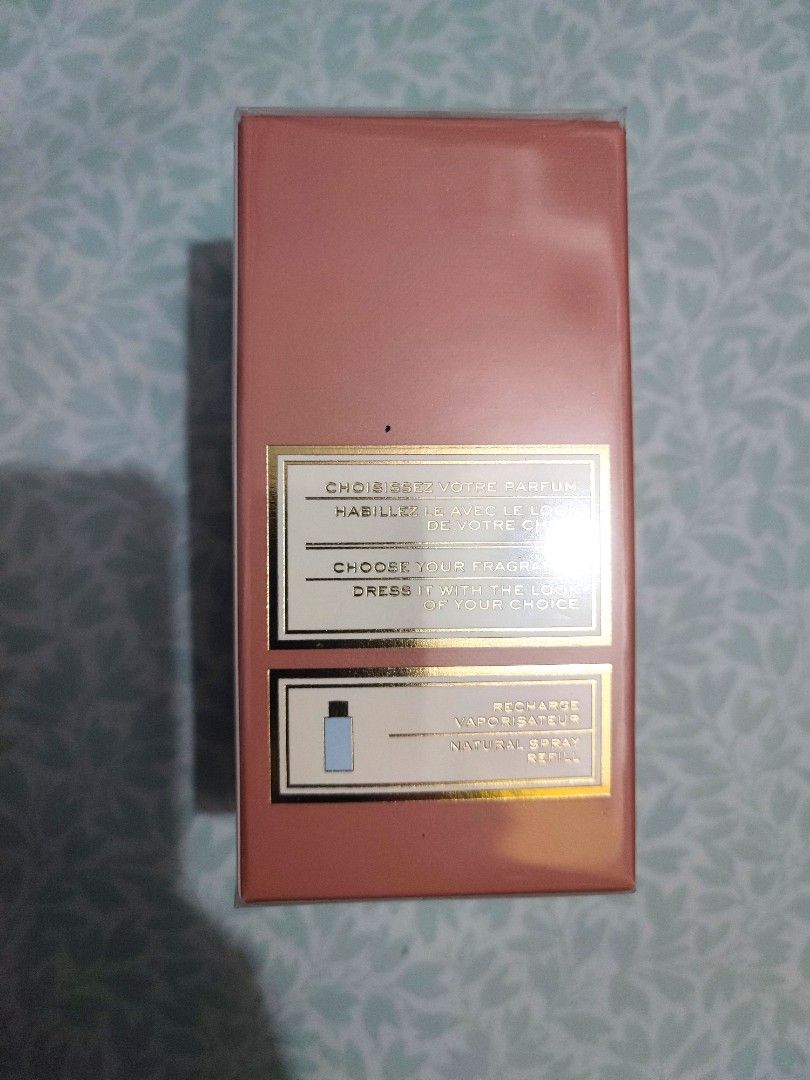 CHOISISSEZ VOTRE PARFUM
HABILLEZ LE AVEC LE LOOK
DE VOTRE
CHOOSE YOUR
DRESS IT WITH THE LOOK
OF YOUR CHOICE
RECHARGE
VAPORISATEUR
NATURAL SPRAY
REFILL